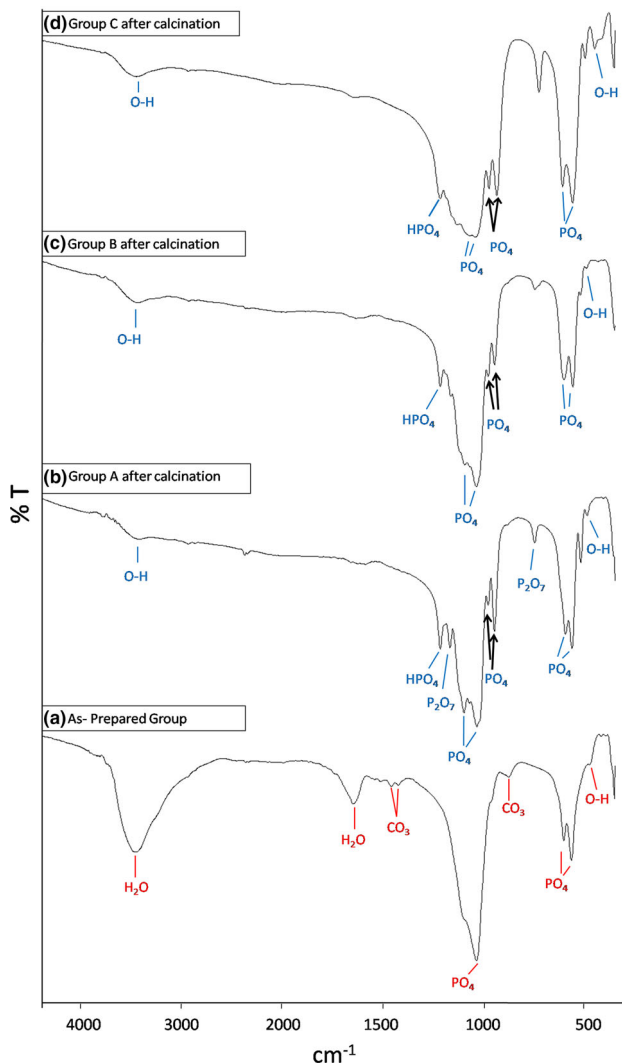 (d) Group C after calcination
O-H
O-H
HPO₄
PO₄
PO₄
PO₄
(c) Group B after calcination
O-H
O-H
HPO₄
PO₄
PO₄
PO₄
(b) Group A after calcination
O-H
O-H
P₂O₇
HPO₄
PO₄
PO₄
P₂O₇
PO₄
(a) As- Prepared Group
O-H
CO₃
CO₃
H₂O
H₂O
PO₄
PO₄
% T
4000 3000 2000 1500 1000 500
cm⁻¹